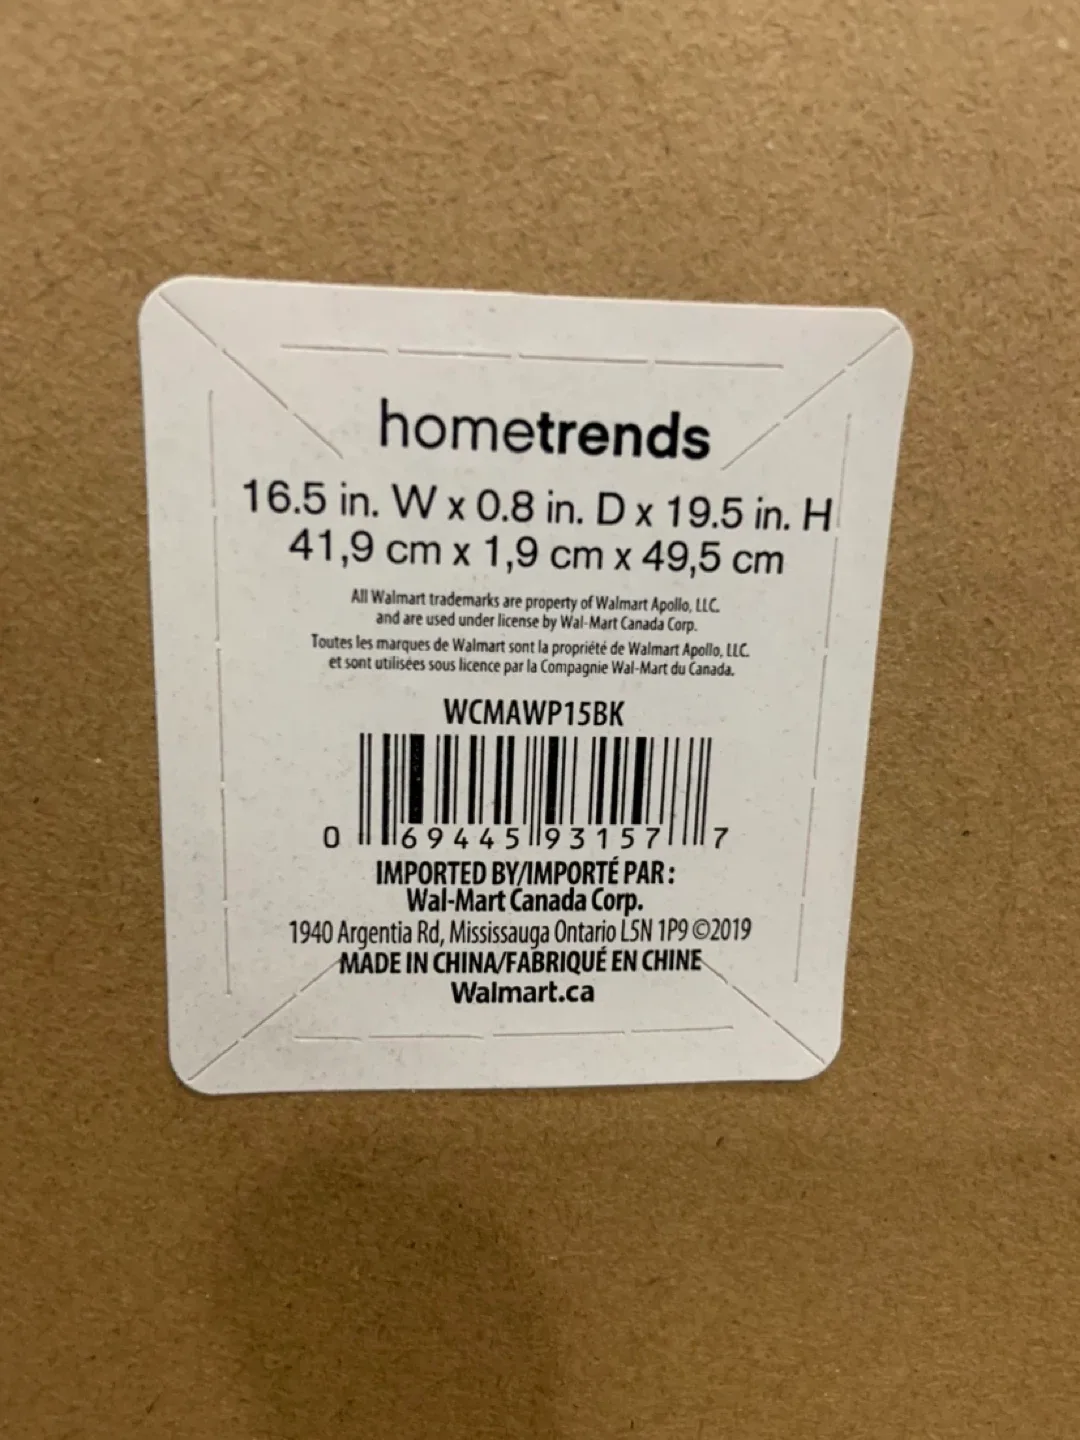 hometrends
16.5 in. W x 0.8 in. D x 19.5 in. H
41,9 cm x 1,9 cm x 49,5 cm
All Walmart trademarks are property of Walmart Apollo, LLC.
and are used under license by Wal-Mart Canada Corp.
Toutes les marques de Walmart sont la propriété de Walmart Apollo, LLC.
et sont utilisées sous licence par la Compagnie Wal-Mart du Canada.
WCMAWP15BK
0 69445 93157 7
IMPORTED BY/IMPORTÉ PAR :
Wal-Mart Canada Corp.
1940 Argentia Rd, Mississauga Ontario L5N 1P9 ©2019
MADE IN CHINA/FABRIQUÉ EN CHINE
Walmart.ca